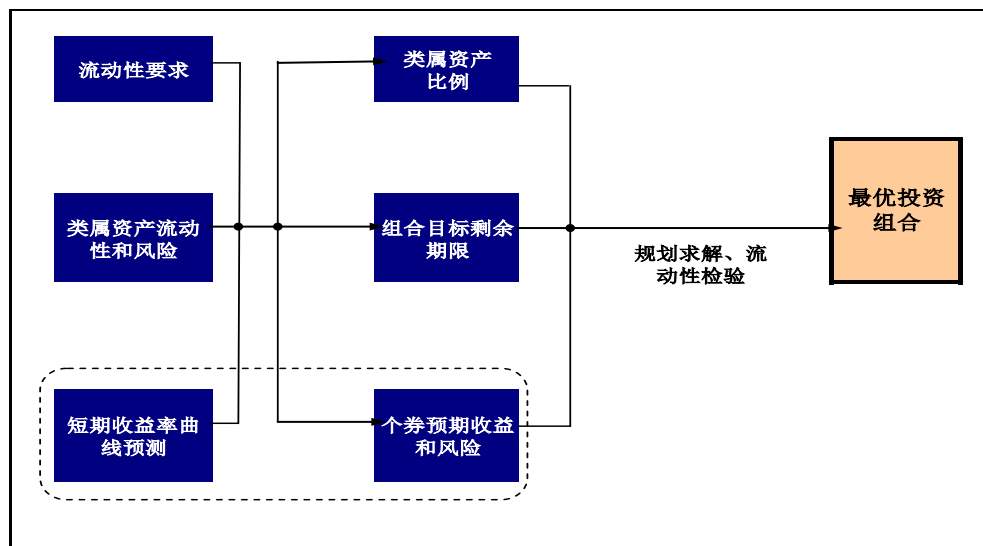 流动性要求
类属资产
比例
类属资产流动
性和风险
组合目标剩余
期限
最优投资
组合
规划求解、流
动性检验
短期收益率曲
线预测
个券预期收益
和风险